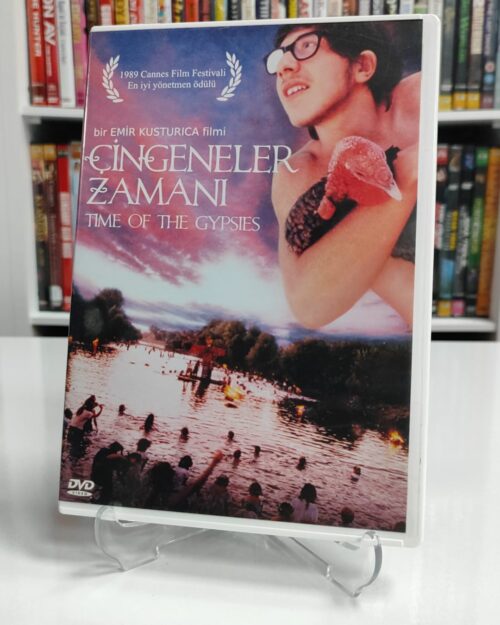 1989 Cannes Film Festivali
En iyi yönetmen ödülü
bir EMİR KUSTURICA filmi
ÇİNGENELER
ZAMANI
TIME OF THE GYPSIES
DVD
VIDEO